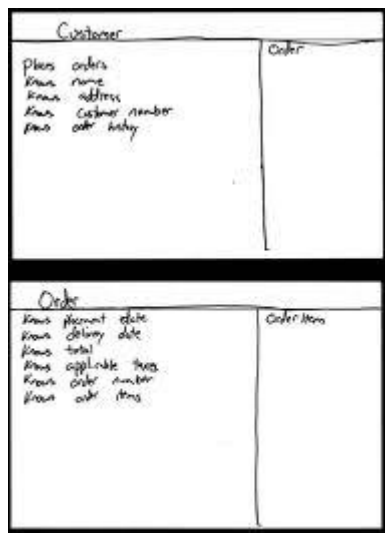 Customer
Places orders
Knows name
Knows address
Knows customer number
Knows order history
Order
Order
Knows placement date
Knows delivery date
Knows total
Knows applicable taxes
Knows order number
Knows order items
Order Item